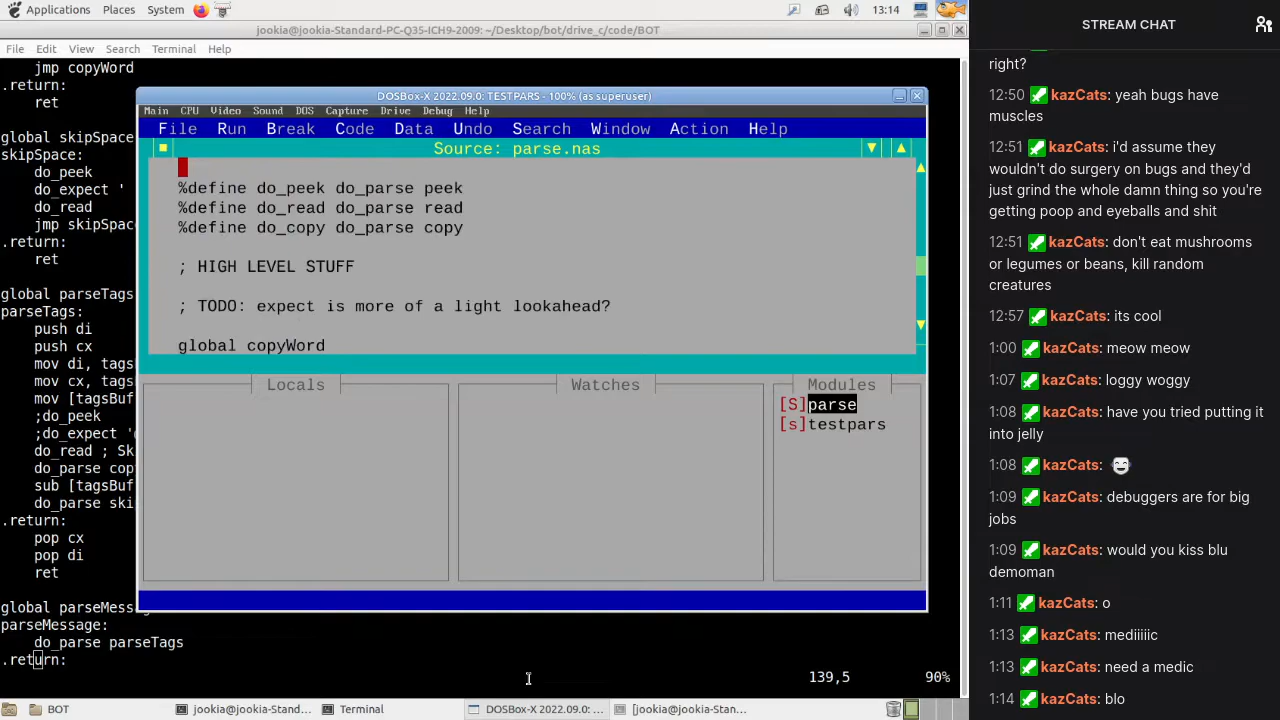 Applications Places System 13:14
jookia@jookia-Standard-PC-Q35-ICH9-2009: ~/Desktop/bot/drive_c/code/BOT
File Edit View Search Terminal Help
jmp copyWord
.return:
ret
global skipSpace
skipSpace:
do_peek
do_expect '
do_read
jmp skipSpac
.return:
ret
global parseTags
parseTags:
push di
push cx
mov di, tags
mov cx, tags
mov [tagsBuf
;do_peek
;do_expect '
do_read ; Sk
do_parse cop
sub [tagsBuf
do_parse ski
.return:
pop cx
pop di
ret
global parseMessag
parseMessage:
do_parse parseTags
.return:
139,5 90%
DOSBox-X 2022.09.0: TESTPARS - 100% (as superuser)
Main CPU Video Sound DOS Capture Drive Debug Help
File Run Break Code Data Undo Search Window Action Help
Source: parse.nas
%define do_peek do_parse peek
%define do_read do_parse read
%define do_copy do_parse copy
; HIGH LEVEL STUFF
; TODO: expect is more of a light lookahead?
global copyWord
Locals Watches Modules
[S]parse
[s]testpars
BOT jookia@jookia-Stand... Terminal DOSBox-X 2022.09.0: ... [jookia@jookia-Stan...
STREAM CHAT
right?
12:50 kazCats: yeah bugs have
muscles
12:51 kazCats: i'd assume they
wouldn't do surgery on bugs and they'd
just grind the whole damn thing so you're
getting poop and eyeballs and shit
12:51 kazCats: don't eat mushrooms
or legumes or beans, kill random
creatures
12:57 kazCats: its cool
1:00 kazCats: meow meow
1:07 kazCats: loggy woggy
1:08 kazCats: have you tried putting it
into jelly
1:08 kazCats:
1:09 kazCats: debuggers are for big
jobs
1:09 kazCats: would you kiss blu
demoman
1:11 kazCats: o
1:13 kazCats: mediiiiic
1:13 kazCats: need a medic
1:14 kazCats: blo